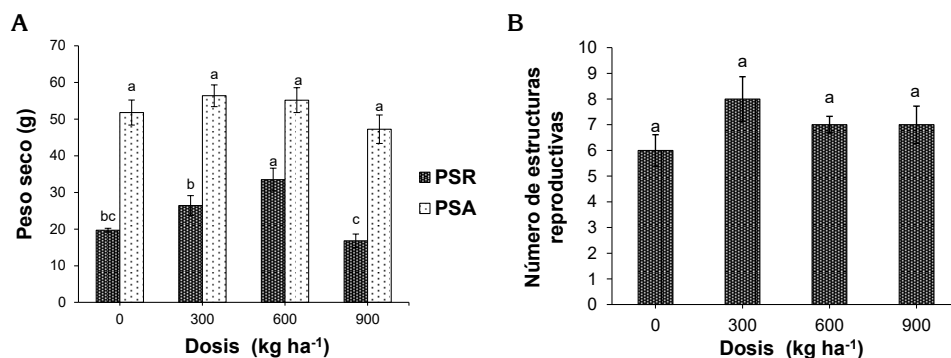 A
Peso seco (g)
70
60
50
40
30
20
10
0
bc
a
b
a
a
a
c
a
0
300
600
900
Dosis (kg ha⁻¹)
PSR
PSA
B
Número de estructuras
reproductivas
10
9
8
7
6
5
4
3
2
1
0
a
a
a
a
0
300
600
900
Dosis (kg ha⁻¹)